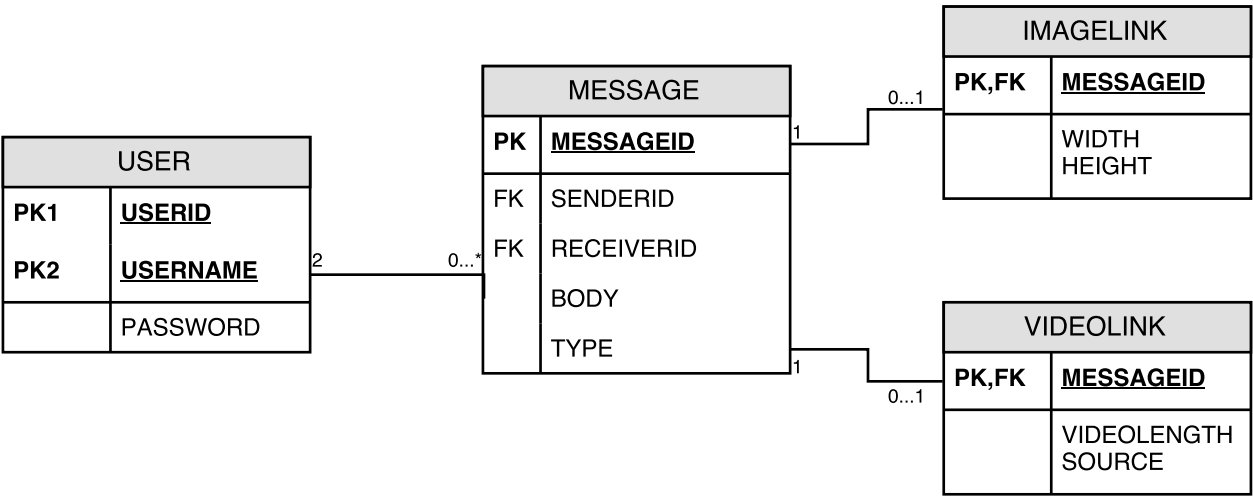 USER
PK1 USERID
PK2 USERNAME
PASSWORD
2
0...*
MESSAGE
PK MESSAGEID
FK SENDERID
FK RECEIVERID
BODY
TYPE
1
0...1
1
0...1
IMAGELINK
PK,FK MESSAGEID
WIDTH
HEIGHT
VIDEOLINK
PK,FK MESSAGEID
VIDEOLENGTH
SOURCE